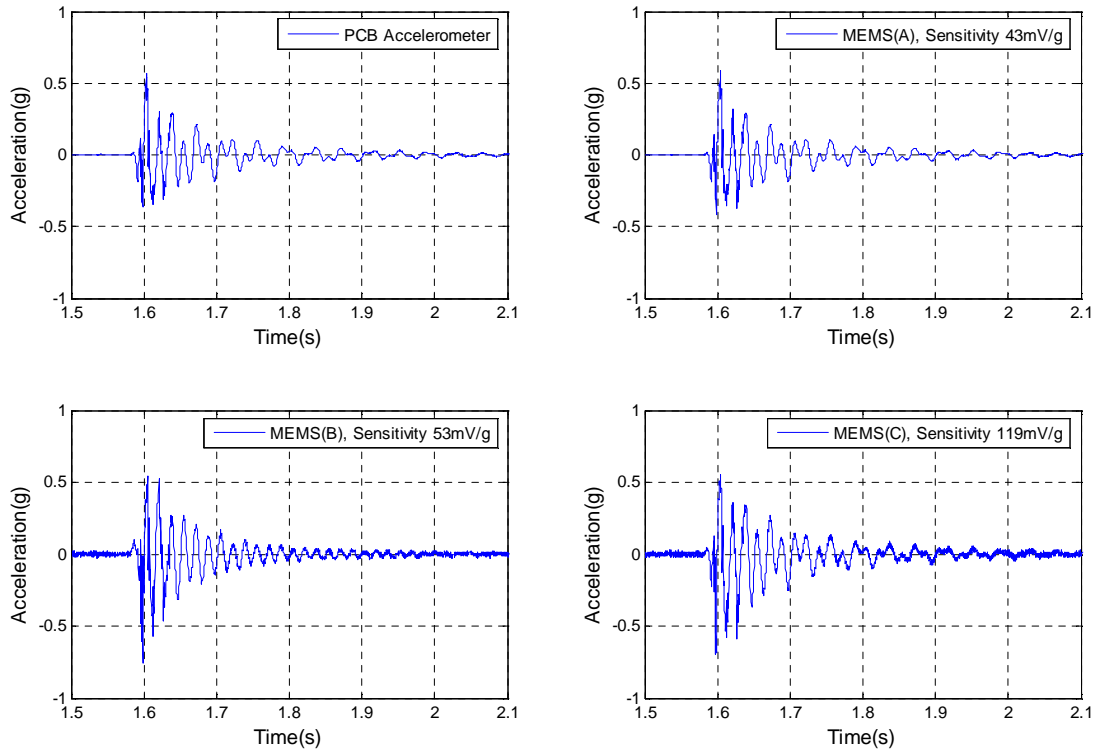 PCB Accelerometer
1
0.5
0
-0.5
-1
Acceleration(g)
1.5 1.6 1.7 1.8 1.9 2 2.1
Time(s)
MEMS(A), Sensitivity 43mV/g
1
0.5
0
-0.5
-1
Acceleration(g)
1.5 1.6 1.7 1.8 1.9 2 2.1
Time(s)
MEMS(B), Sensitivity 53mV/g
1
0.5
0
-0.5
-1
Acceleration(g)
1.5 1.6 1.7 1.8 1.9 2 2.1
Time(s)
MEMS(C), Sensitivity 119mV/g
1
0.5
0
-0.5
-1
Acceleration(g)
1.5 1.6 1.7 1.8 1.9 2 2.1
Time(s)